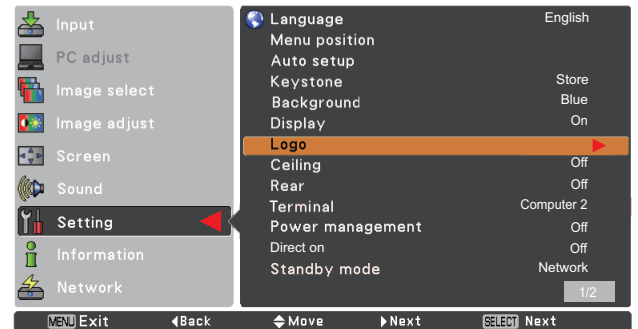 Input
PC adjust
Image select
Image adjust
Screen
Sound
Setting
Information
Network
Language English
Menu position
Auto setup
Keystone Store
Background Blue
Display On
Logo
Ceiling Off
Rear Off
Terminal Computer 2
Power management Off
Direct on Off
Standby mode Network
1/2
MENU Exit Back Move Next SELECT Next